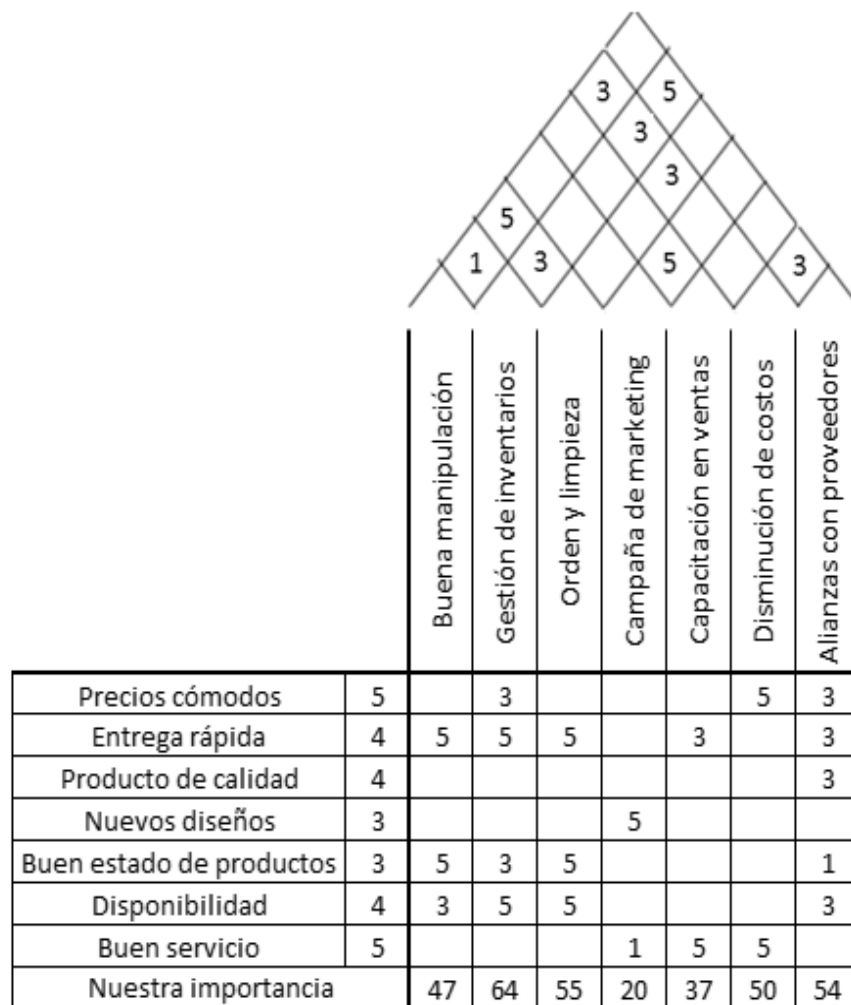 3 5
3
3
5
1 3 5 3
Buena manipulación
Gestión de inventarios
Orden y limpieza
Campaña de marketing
Capacitación en ventas
Disminución de costos
Alianzas con proveedores
Precios cómodos 5 3 5 3
Entrega rápida 4 5 5 5 3 3
Producto de calidad 4 3
Nuevos diseños 3 5
Buen estado de productos 3 5 3 5 1
Disponibilidad 4 3 5 5 3
Buen servicio 5 1 5 5
Nuestra importancia 47 64 55 20 37 50 54